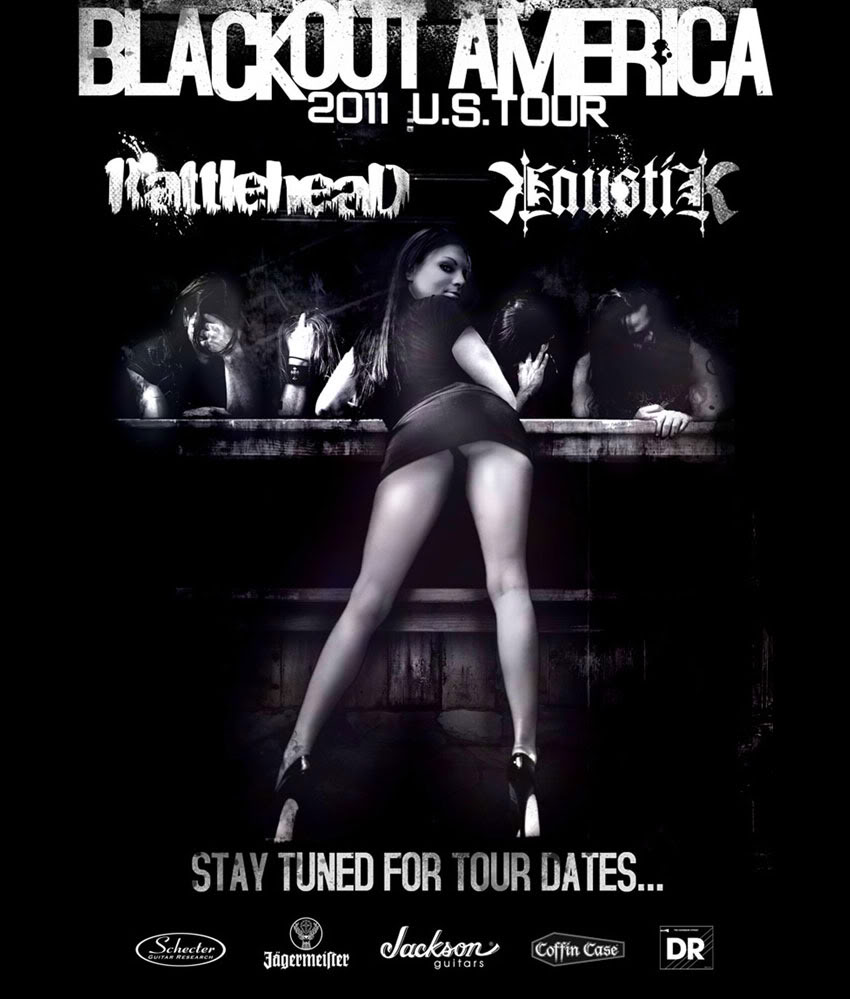 BLACKOUT AMERICA
2011 U.S. TOUR
RattleheaD KaustiK
STAY TUNED FOR TOUR DATES...
Schecter
GUITAR RESEARCH
Jägermeister
Jackson
guitars
Coffin Case
DR